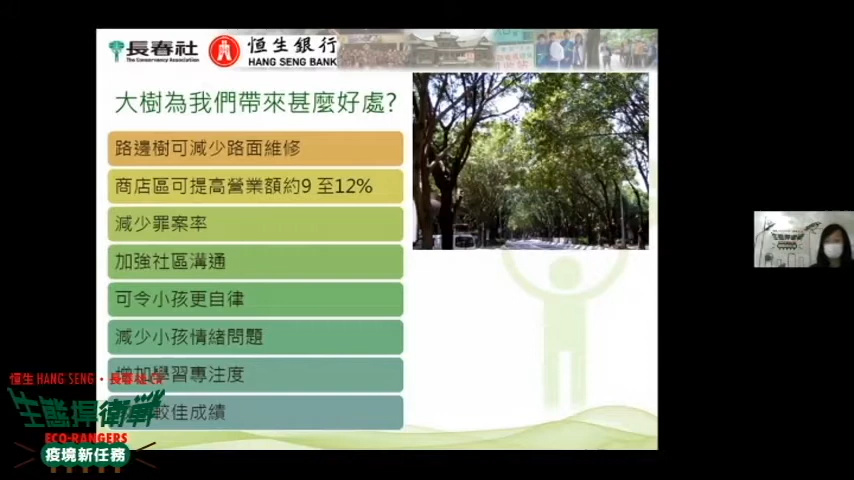 長春社
The Conservancy Association
恒生銀行
HANG SENG BANK
大樹為我們帶來甚麼好處?
路邊樹可減少路面維修
商店區可提高營業額約9 至12%
減少罪案率
加強社區溝通
可令小孩更自律
減少小孩情緒問題
增加學習專注度
較佳成績
恒生 HANG SENG・長春社 CA
生態悍衛戰
ECO-RANGERS
疫境新任務